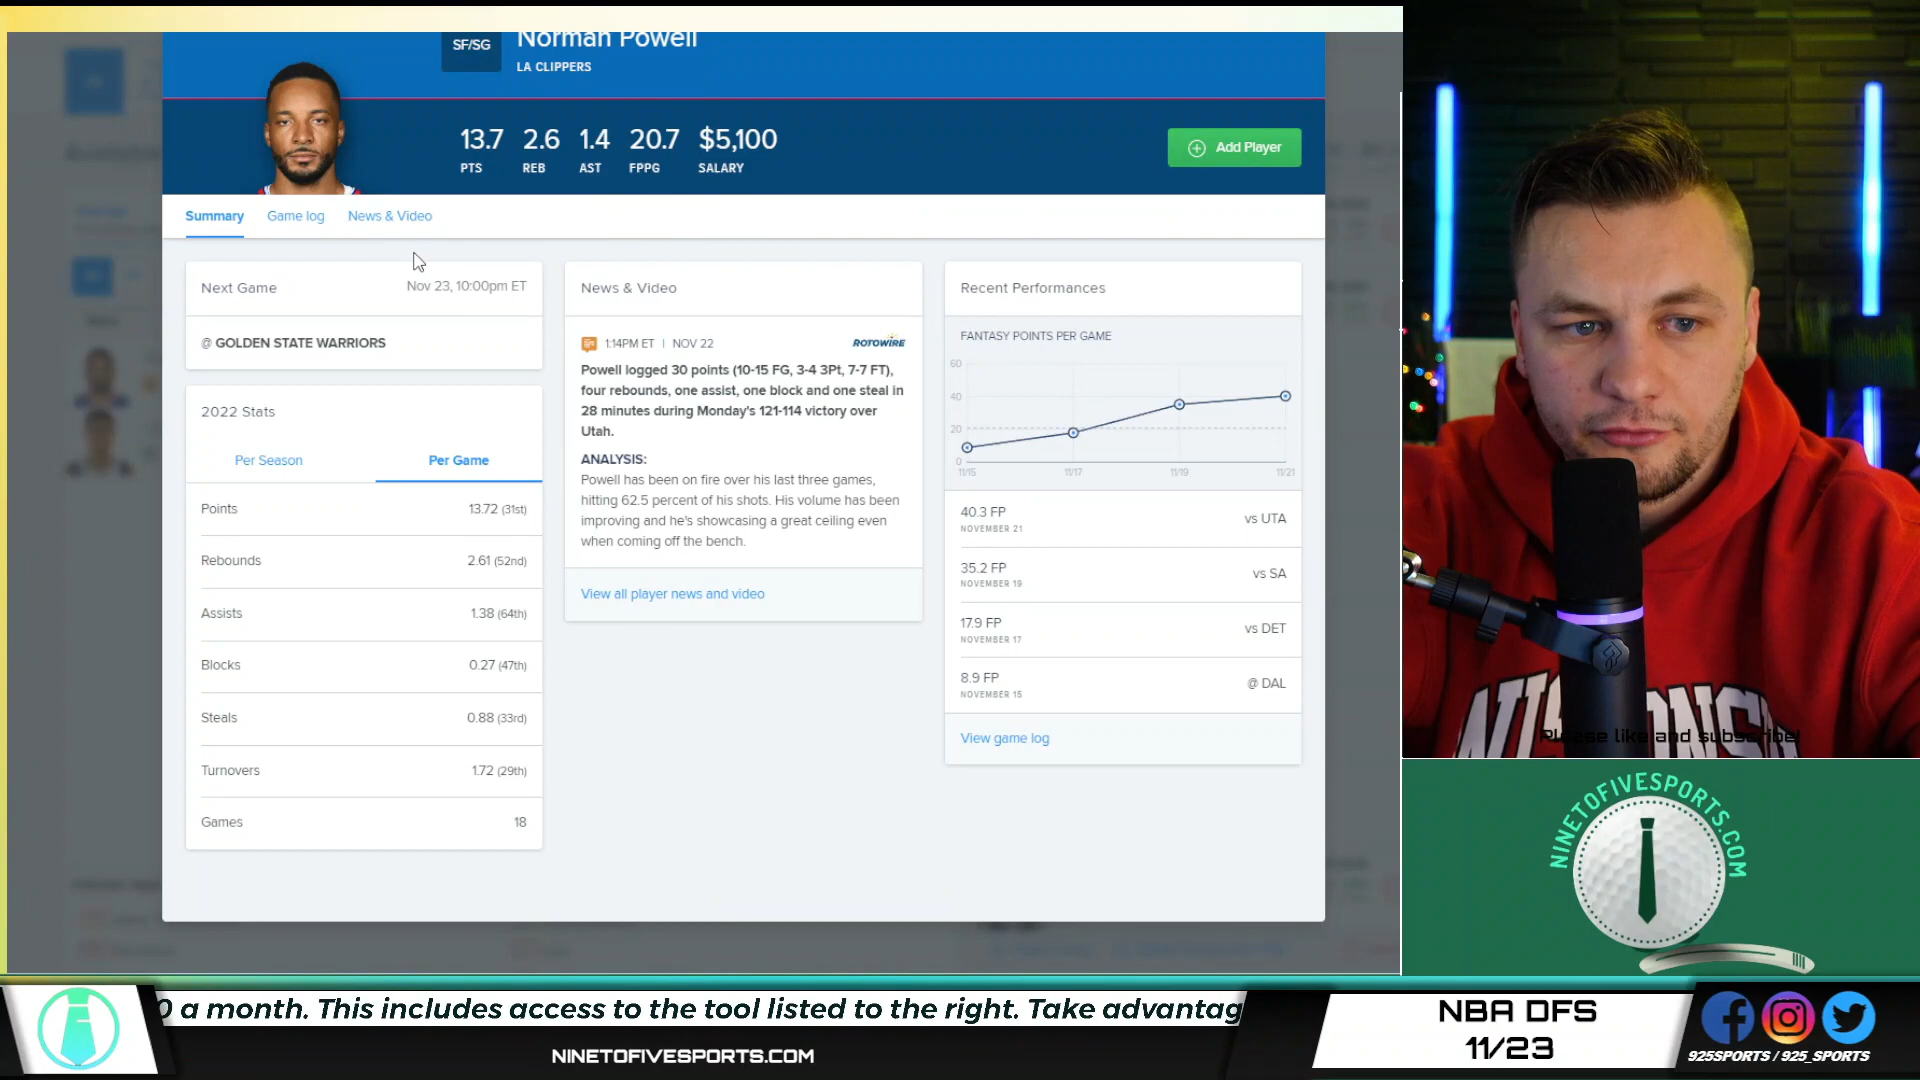 SF/SG
Norman Powell
LA CLIPPERS
13.7 2.6 1.4 20.7 $5,100
PTS REB AST FPPG SALARY
Add Player
Summary Game log News & Video
Next Game Nov 23, 10:00pm ET
@ GOLDEN STATE WARRIORS
2022 Stats
Per Season Per Game
Points 13.72 (31st)
Rebounds 2.61 (52nd)
Assists 1.38 (64th)
Blocks 0.27 (47th)
Steals 0.88 (33rd)
Turnovers 1.72 (29th)
Games 18
News & Video
1:14PM ET | NOV 22 ROTOWIRE
Powell logged 30 points (10-15 FG, 3-4 3Pt, 7-7 FT),
four rebounds, one assist, one block and one steal in
28 minutes during Monday's 121-114 victory over
Utah.
ANALYSIS:
Powell has been on fire over his last three games,
hitting 62.5 percent of his shots. His volume has been
improving and he's showcasing a great ceiling even
when coming off the bench.
View all player news and video
Recent Performances
FANTASY POINTS PER GAME
60
40
20
0
11/15 11/17 11/19 11/21
40.3 FP vs UTA
NOVEMBER 21
35.2 FP vs SA
NOVEMBER 19
17.9 FP vs DET
NOVEMBER 17
8.9 FP @ DAL
NOVEMBER 15
View game log
Please like and subscribe!
NINETOFIVESPORTS.COM
0 a month. This includes access to the tool listed to the right. Take advantag
NINETOFIVESPORTS.COM
NBA DFS
11/23
925SPORTS / 925_SPORTS